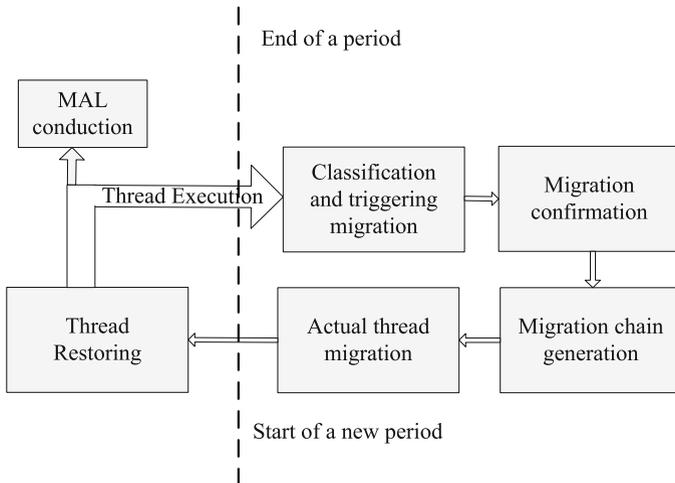 End of a period
MAL
conduction
Thread Execution
Classification
and triggering
migration
Migration
confirmation
Thread
Restoring
Actual thread
migration
Migration chain
generation
Start of a new period